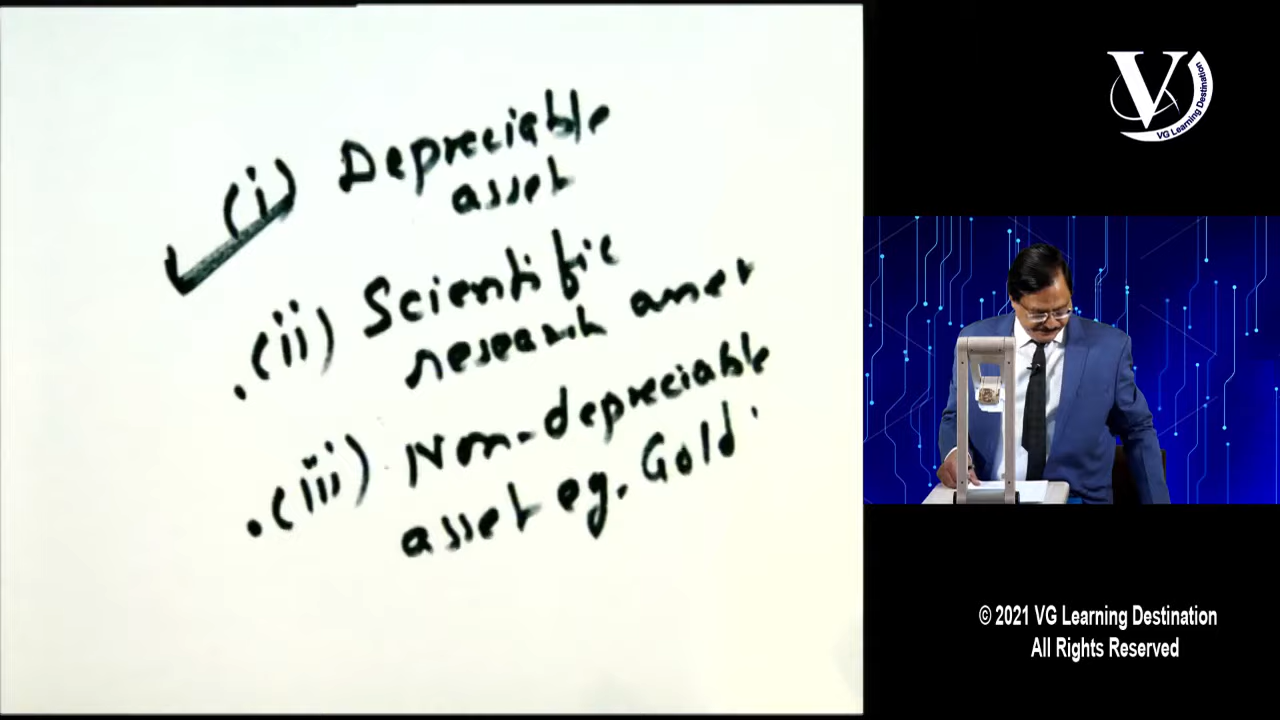 (i) Depreciable
asset
(ii) Scientific
research asset
(iii) Non-depreciable
asset eg. Gold
V
VG Learning Destination
© 2021 VG Learning Destination
All Rights Reserved